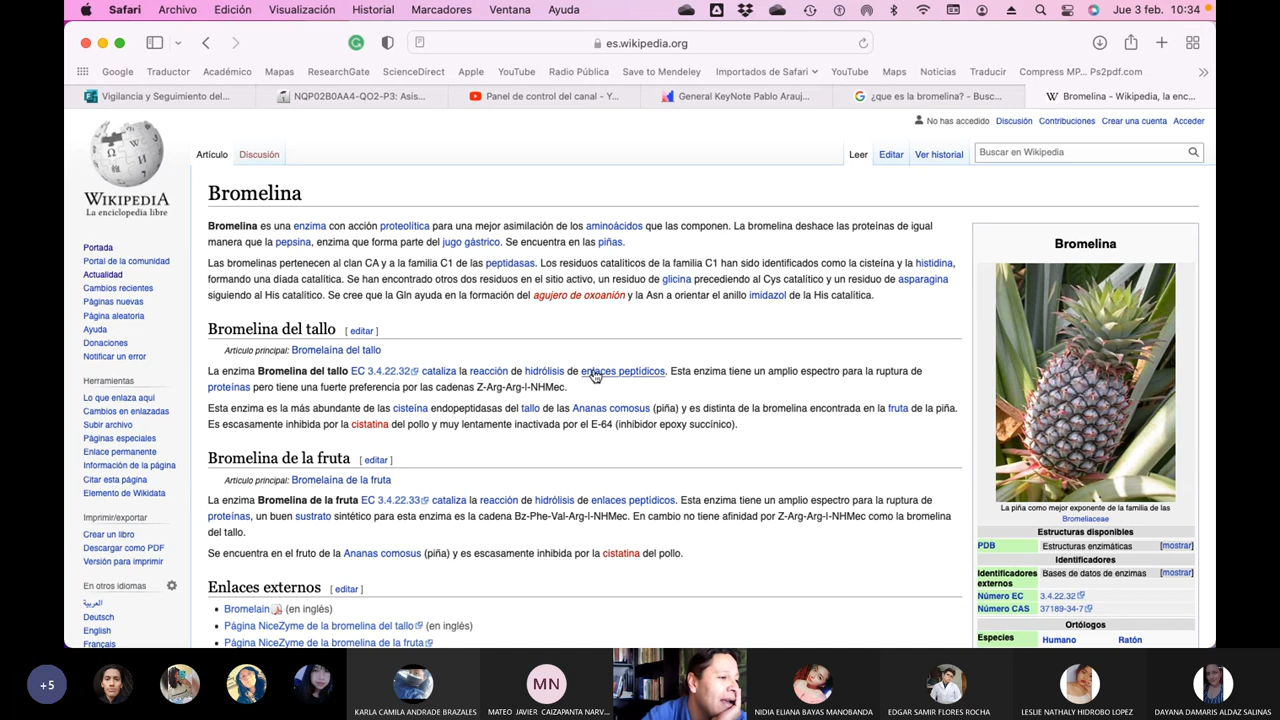 Safari Archivo Edición Visualización Historial Marcadores Ventana Ayuda Jue 3 feb. 10:34
es.wikipedia.org
Google Traductor Académico Mapas ResearchGate ScienceDirect Apple YouTube Radio Pública Save to Mendeley Importados de Safari YouTube Maps Noticias Traducir Compress MP... Ps2pdf.com
Vigilancia y Seguimiento del... NQP02B0AA4-QO2-P3: Asis... Panel de control del canal - Y... General KeyNote Pablo Arauj... ¿que es la bromelina? - Busc... Bromelina - Wikipedia, la enc...
No has accedido Discusión Contribuciones Crear una cuenta Acceder
Artículo Discusión Leer Editar Ver historial Buscar en Wikipedia
WIKIPEDIA
La enciclopedia libre
Portada
Portal de la comunidad
Actualidad
Cambios recientes
Páginas nuevas
Página aleatoria
Ayuda
Donaciones
Notificar un error
Herramientas
Lo que enlaza aquí
Cambios en enlazadas
Subir archivo
Páginas especiales
Enlace permanente
Información de la página
Citar esta página
Elemento de Wikidata
Imprimir/exportar
Crear un libro
Descargar como PDF
Versión para imprimir
En otros idiomas
العربية
Deutsch
English
Français
Bromelina
Bromelina es una enzima con acción proteolítica para una mejor asimilación de los aminoácidos que las componen. La bromelina deshace las proteínas de igual
manera que la pepsina, enzima que forma parte del jugo gástrico. Se encuentra en las piñas.
Las bromelinas pertenecen al clan CA y a la familia C1 de las peptidasas. Los residuos catalíticos de la familia C1 han sido identificados como la cisteína y la histidina,
formando una díada catalítica. Se han encontrado otros dos residuos en el sitio activo, un residuo de glicina precediendo al Cys catalítico y un residuo de asparagina
siguiendo al His catalítico. Se cree que la Gln ayuda en la formación del agujero de oxoanión y la Asn a orientar el anillo imidazol de la His catalítica.
Bromelina del tallo [ editar ]
Artículo principal: Bromelaína del tallo
La enzima Bromelina del tallo EC 3.4.22.32 cataliza la reacción de hidrólisis de enlaces peptídicos. Esta enzima tiene un amplio espectro para la ruptura de
proteínas pero tiene una fuerte preferencia por las cadenas Z-Arg-Arg-l-NHMec.
Esta enzima es la más abundante de las cisteína endopeptidasas del tallo de las Ananas comosus (piña) y es distinta de la bromelina encontrada en la fruta de la piña.
Es escasamente inhibida por la cistatina del pollo y muy lentamente inactivada por el E-64 (inhibidor epoxy succínico).
Bromelina de la fruta [ editar ]
Artículo principal: Bromelaína de la fruta
La enzima Bromelina de la fruta EC 3.4.22.33 cataliza la reacción de hidrólisis de enlaces peptídicos. Esta enzima tiene un amplio espectro para la ruptura de
proteínas, un buen sustrato sintético para esta enzima es la cadena Bz-Phe-Val-Arg-l-NHMec. En cambio no tiene afinidad por Z-Arg-Arg-l-NHMec como la bromelina
del tallo.
Se encuentra en el fruto de la Ananas comosus (piña) y es escasamente inhibida por la cistatina del pollo.
Enlaces externos [ editar ]
Bromelain (en inglés)
Página NiceZyme de la bromelina del tallo (en inglés)
Página NiceZyme de la bromelina de la fruta
Bromelina
La piña como mejor exponente de la familia de las
Bromeliaceae
Estructuras disponibles
PDB Estructuras enzimáticas [mostrar]
Identificadores
Identificadores externos Bases de datos de enzimas [mostrar]
Número EC 3.4.22.32
Número CAS 37189-34-7
Ortólogos
Especies Humano Ratón
+5 MN
KARLA CAMILA ANDRADE BRAZALES MATEO JAVIER CAIZAPANTA NARV... NIDIA ELIANA BAYAS MANOBANDA EDGAR SAMIR FLORES ROCHA LESLIE NATHALY HIDROBO LOPEZ DAYANA DAMARIS ALDAZ SALINAS